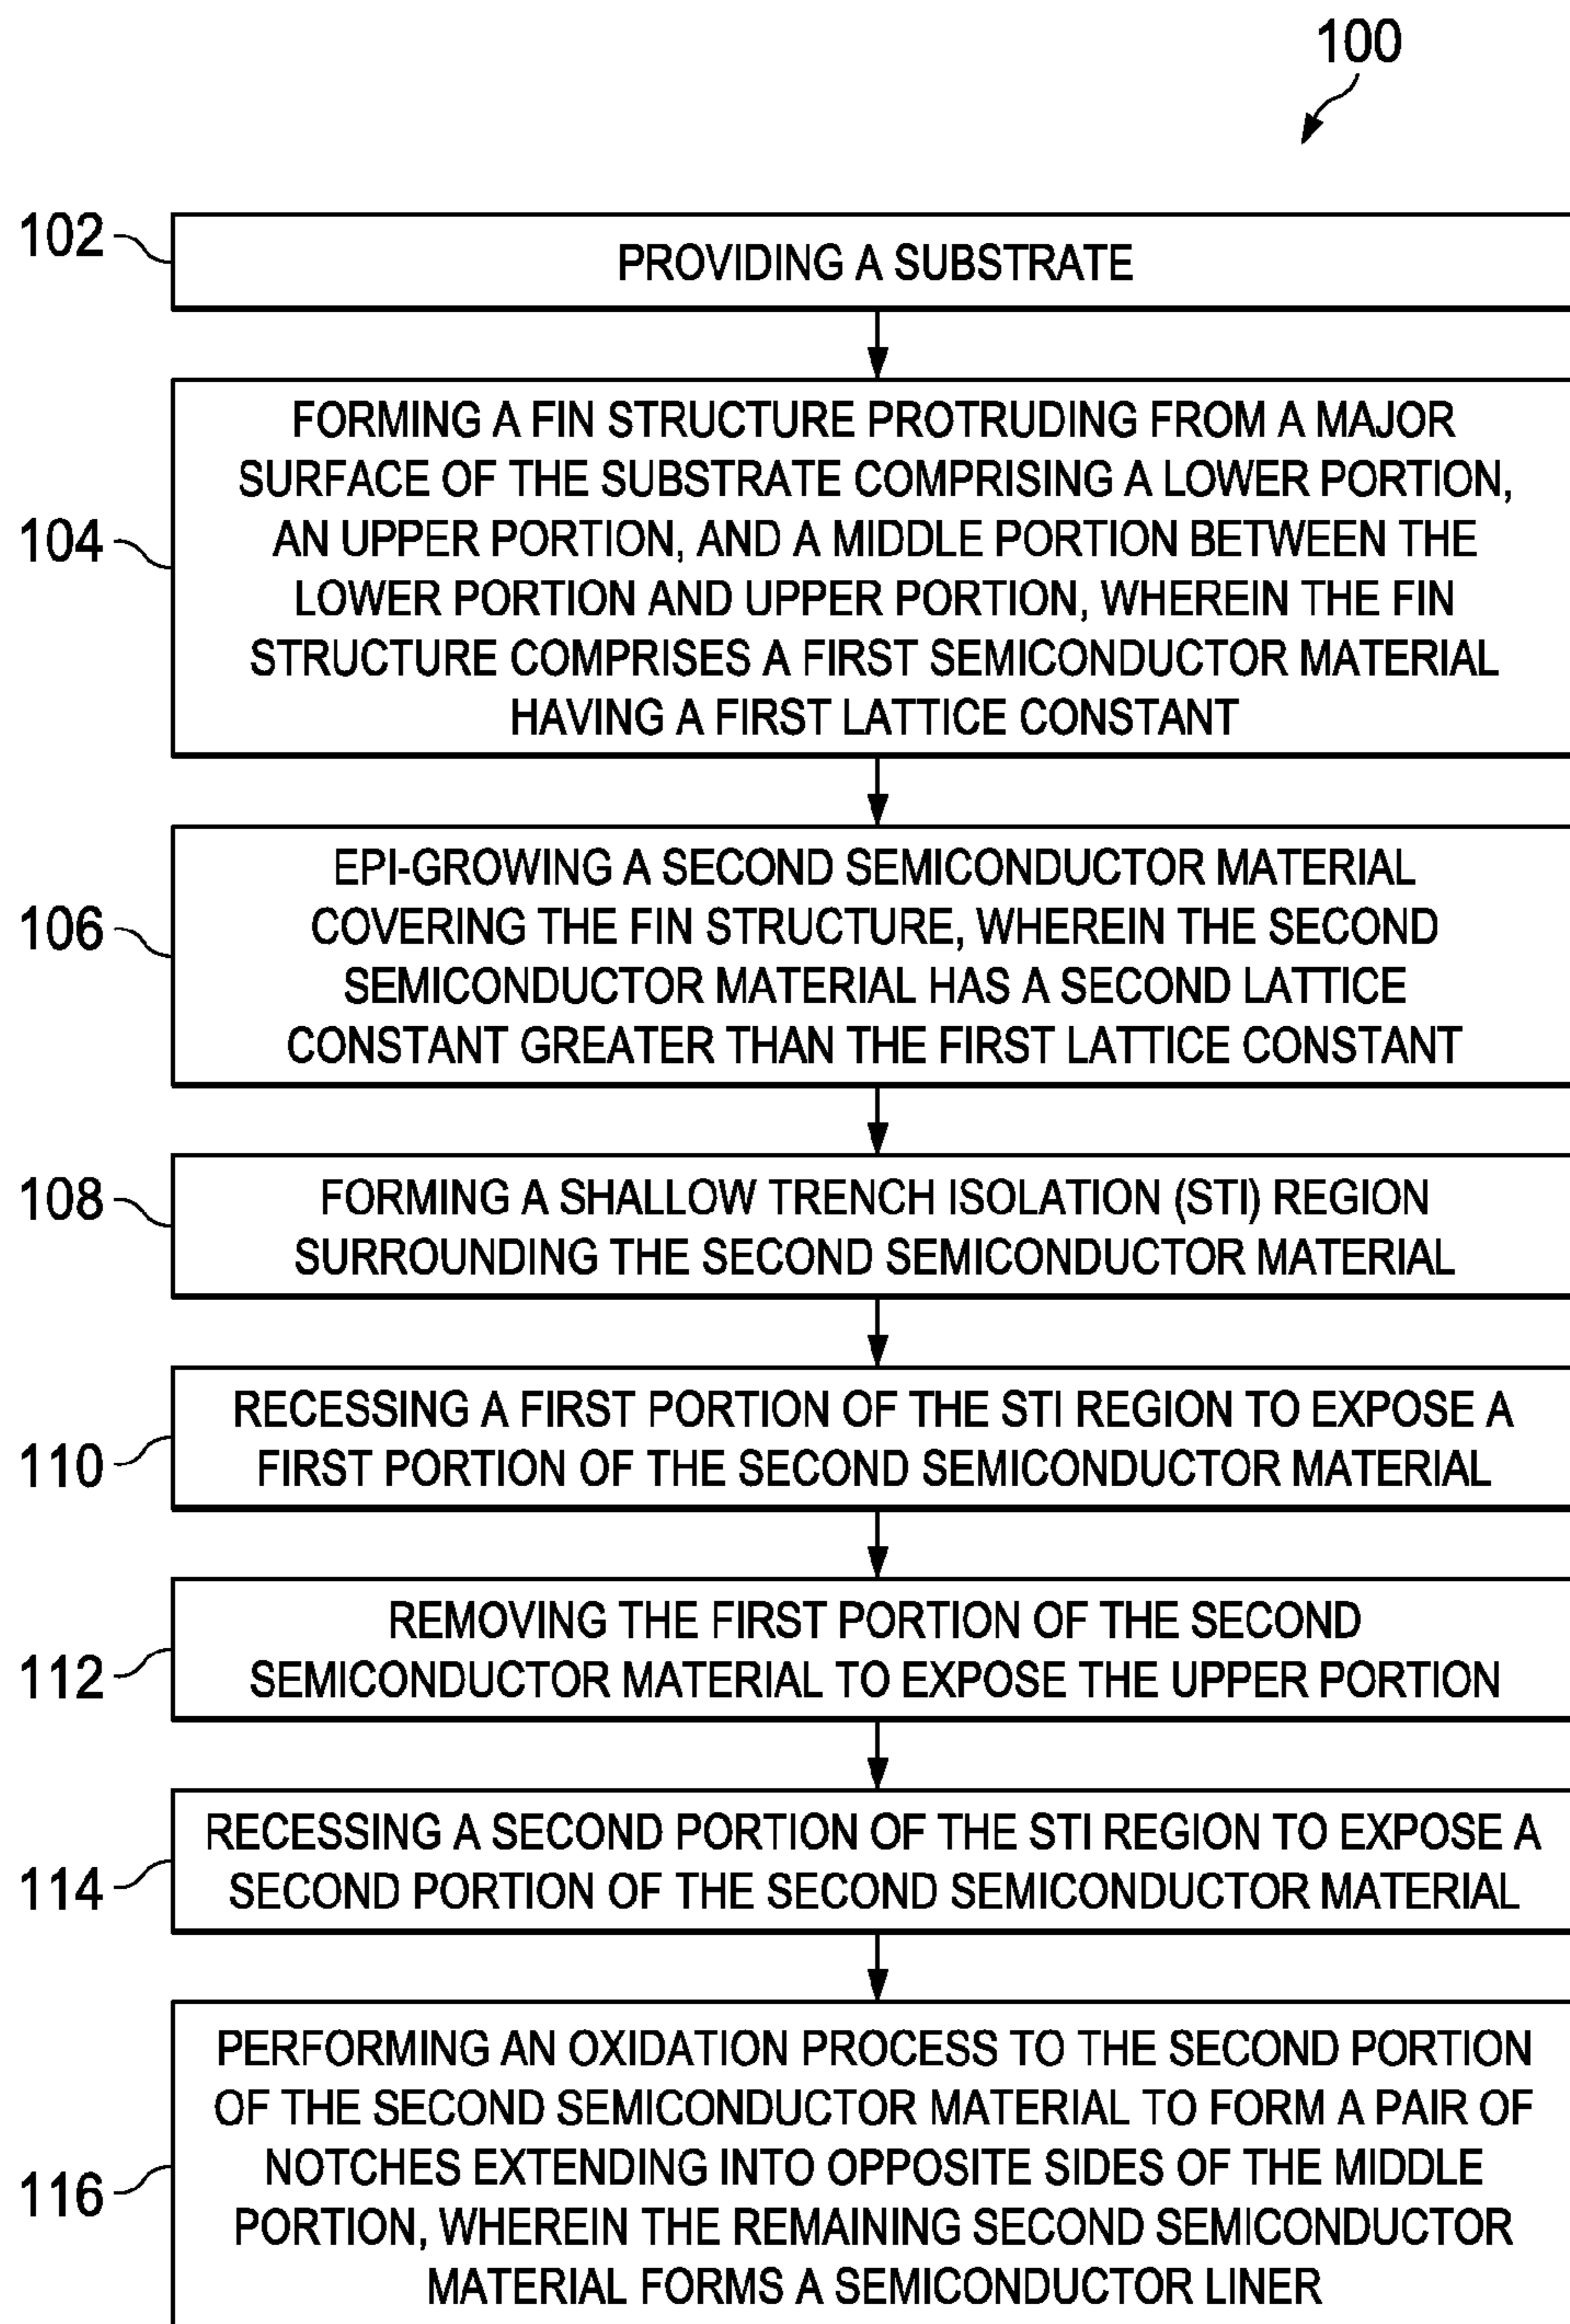 100
102
PROVIDING A SUBSTRATE
104
FORMING A FIN STRUCTURE PROTRUDING FROM A MAJOR
SURFACE OF THE SUBSTRATE COMPRISING A LOWER PORTION,
AN UPPER PORTION, AND A MIDDLE PORTION BETWEEN THE
LOWER PORTION AND UPPER PORTION, WHEREIN THE FIN
STRUCTURE COMPRISES A FIRST SEMICONDUCTOR MATERIAL
HAVING A FIRST LATTICE CONSTANT
106
EPI-GROWING A SECOND SEMICONDUCTOR MATERIAL
COVERING THE FIN STRUCTURE, WHEREIN THE SECOND
SEMICONDUCTOR MATERIAL HAS A SECOND LATTICE
CONSTANT GREATER THAN THE FIRST LATTICE CONSTANT
108
FORMING A SHALLOW TRENCH ISOLATION (STI) REGION
SURROUNDING THE SECOND SEMICONDUCTOR MATERIAL
110
RECESSING A FIRST PORTION OF THE STI REGION TO EXPOSE A
FIRST PORTION OF THE SECOND SEMICONDUCTOR MATERIAL
112
REMOVING THE FIRST PORTION OF THE SECOND
SEMICONDUCTOR MATERIAL TO EXPOSE THE UPPER PORTION
114
RECESSING A SECOND PORTION OF THE STI REGION TO EXPOSE A
SECOND PORTION OF THE SECOND SEMICONDUCTOR MATERIAL
116
PERFORMING AN OXIDATION PROCESS TO THE SECOND PORTION
OF THE SECOND SEMICONDUCTOR MATERIAL TO FORM A PAIR OF
NOTCHES EXTENDING INTO OPPOSITE SIDES OF THE MIDDLE
PORTION, WHEREIN THE REMAINING SECOND SEMICONDUCTOR
MATERIAL FORMS A SEMICONDUCTOR LINER